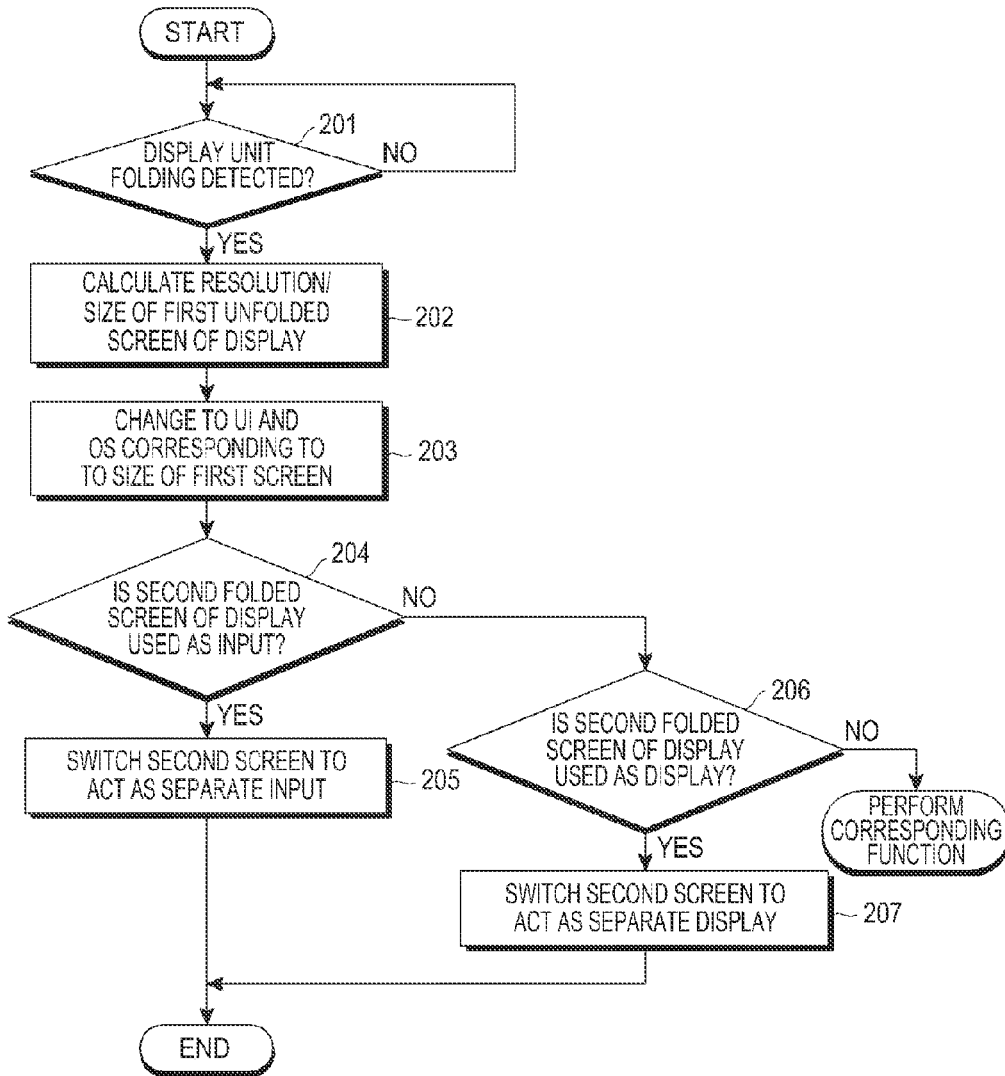 START
201
DISPLAY UNIT
FOLDING DETECTED?
NO
YES
CALCULATE RESOLUTION/
SIZE OF FIRST UNFOLDED
SCREEN OF DISPLAY
202
CHANGE TO UI AND
OS CORRESPONDING TO
TO SIZE OF FIRST SCREEN
203
204
IS SECOND FOLDED
SCREEN OF DISPLAY
USED AS INPUT?
NO
YES
SWITCH SECOND SCREEN TO
ACT AS SEPARATE INPUT
205
206
IS SECOND FOLDED
SCREEN OF DISPLAY
USED AS DISPLAY?
NO
PERFORM
CORRESPONDING
FUNCTION
YES
SWITCH SECOND SCREEN TO
ACT AS SEPARATE DISPLAY
207
END